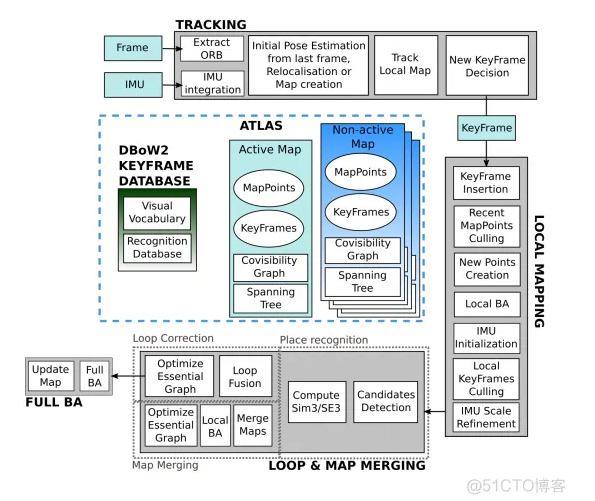 TRACKING
Frame
IMU
Extract
ORB
IMU
integration
Initial Pose Estimation
from last frame,
Relocalisation or
Map creation
Track
Local Map
New KeyFrame
Decision
KeyFrame
ATLAS
DBoW2
KEYFRAME
DATABASE
Visual
Vocabulary
Recognition
Database
Active Map
MapPoints
KeyFrames
Covisibility
Graph
Spanning
Tree
Non-active
Map
MapPoints
KeyFrames
Covisibility
Graph
Spanning
Tree
LOCAL MAPPING
KeyFrame
Insertion
Recent
MapPoints
Culling
New Points
Creation
Local BA
IMU
Initialization
Local
KeyFrames
Culling
IMU Scale
Refinement
Loop Correction
Place recognition
Optimize
Essential
Graph
Loop
Fusion
Compute
Sim3/SE3
Candidates
Detection
Update
Map
Full
BA
FULL BA
Optimize
Essential
Graph
Local
BA
Merge
Maps
Map Merging
LOOP & MAP MERGING
@51CTO博客